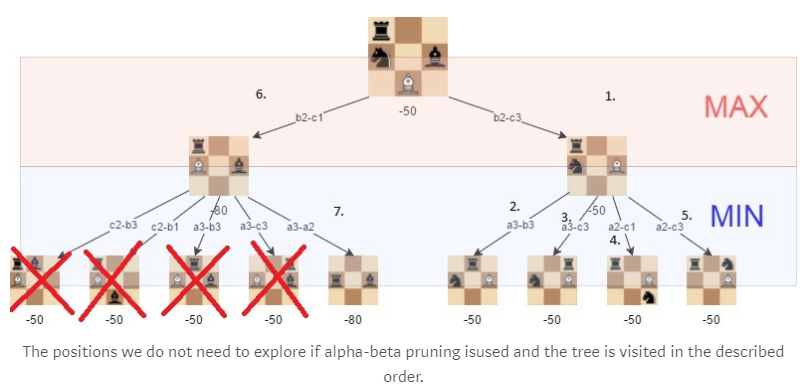 6.
1.
MAX
b2-c1
-50
b2-c3
-80
-50
MIN
7.
2.
3.
4.
5.
c2-b3
c2-b1
a3-b3
a3-c3
a3-a2
a3-b3
a3-c3
a2-c1
a2-c3
-50
-50
-50
-50
-80
-50
-50
-50
-50
The positions we do not need to explore if alpha-beta pruning isused and the tree is visited in the described
order.